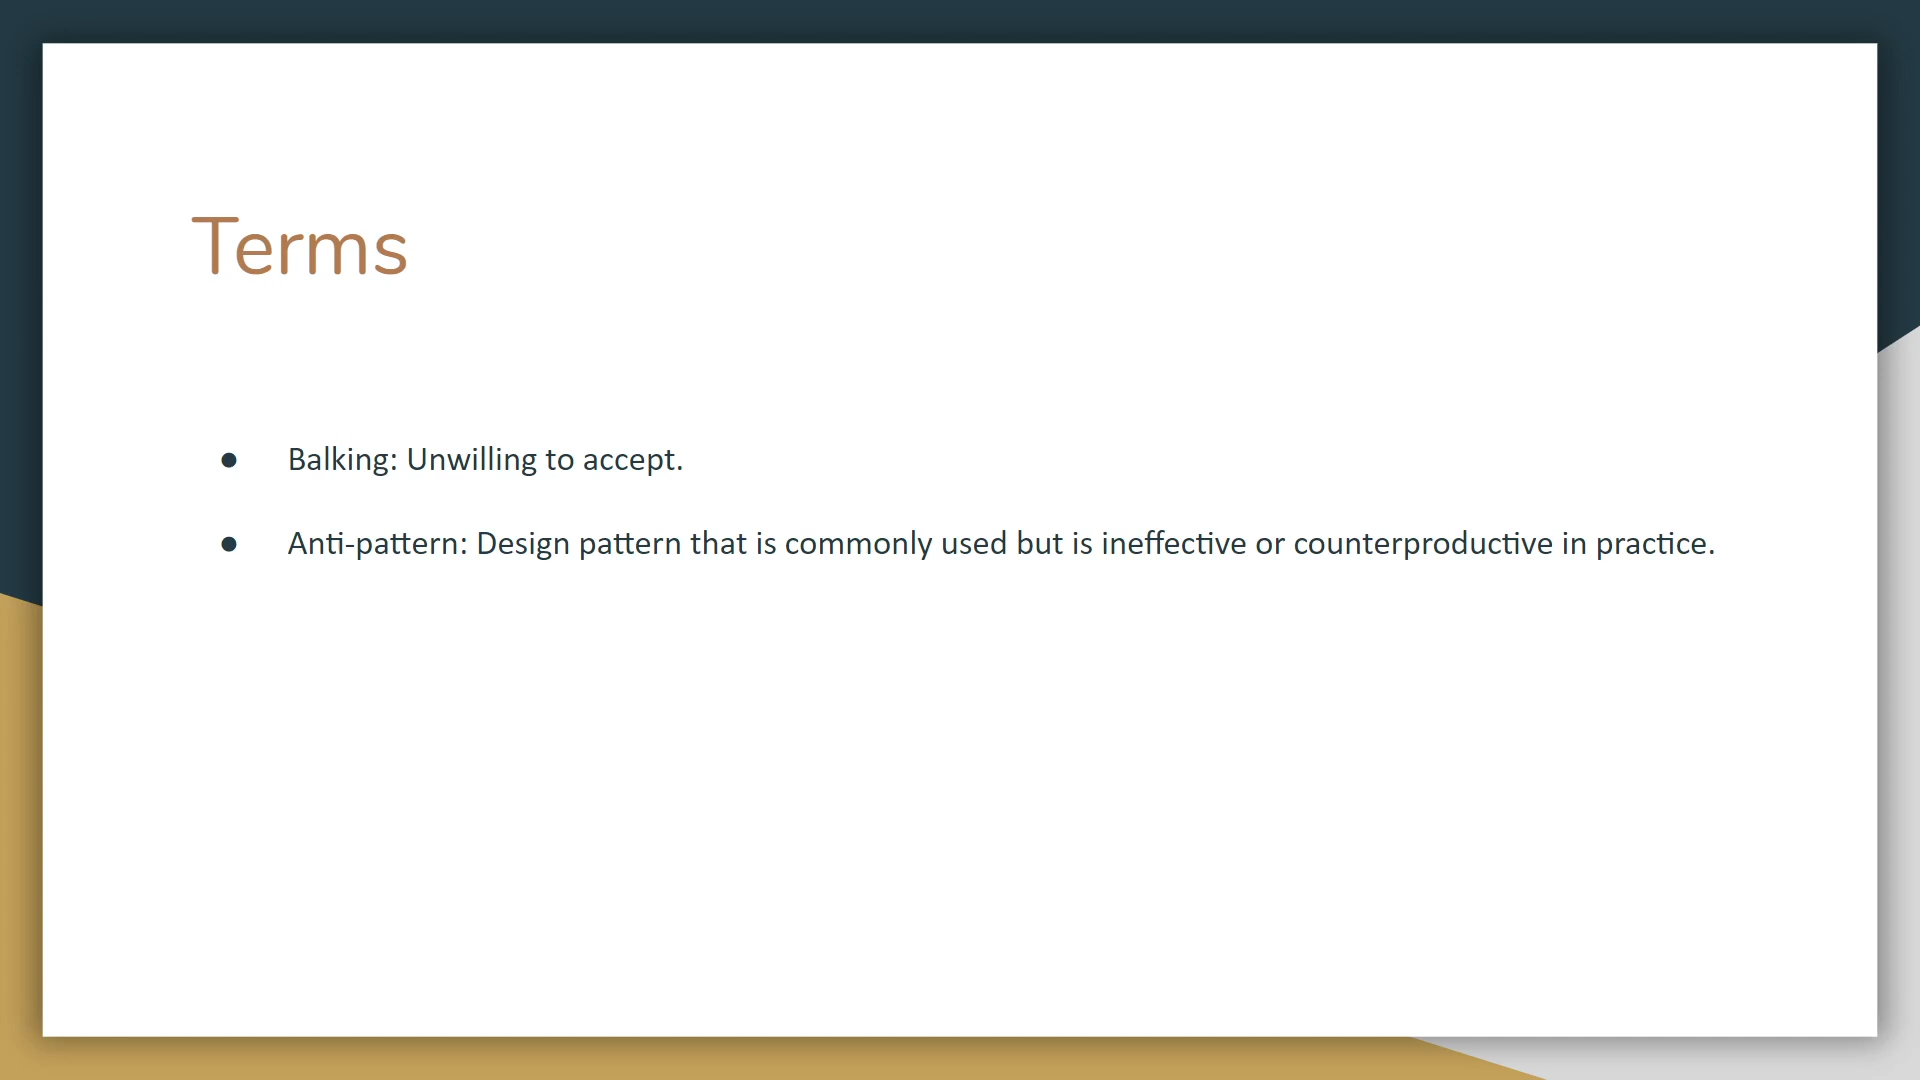 Terms
● Balking: Unwilling to accept.
● Anti-pattern: Design pattern that is commonly used but is ineffective or counterproductive in practice.